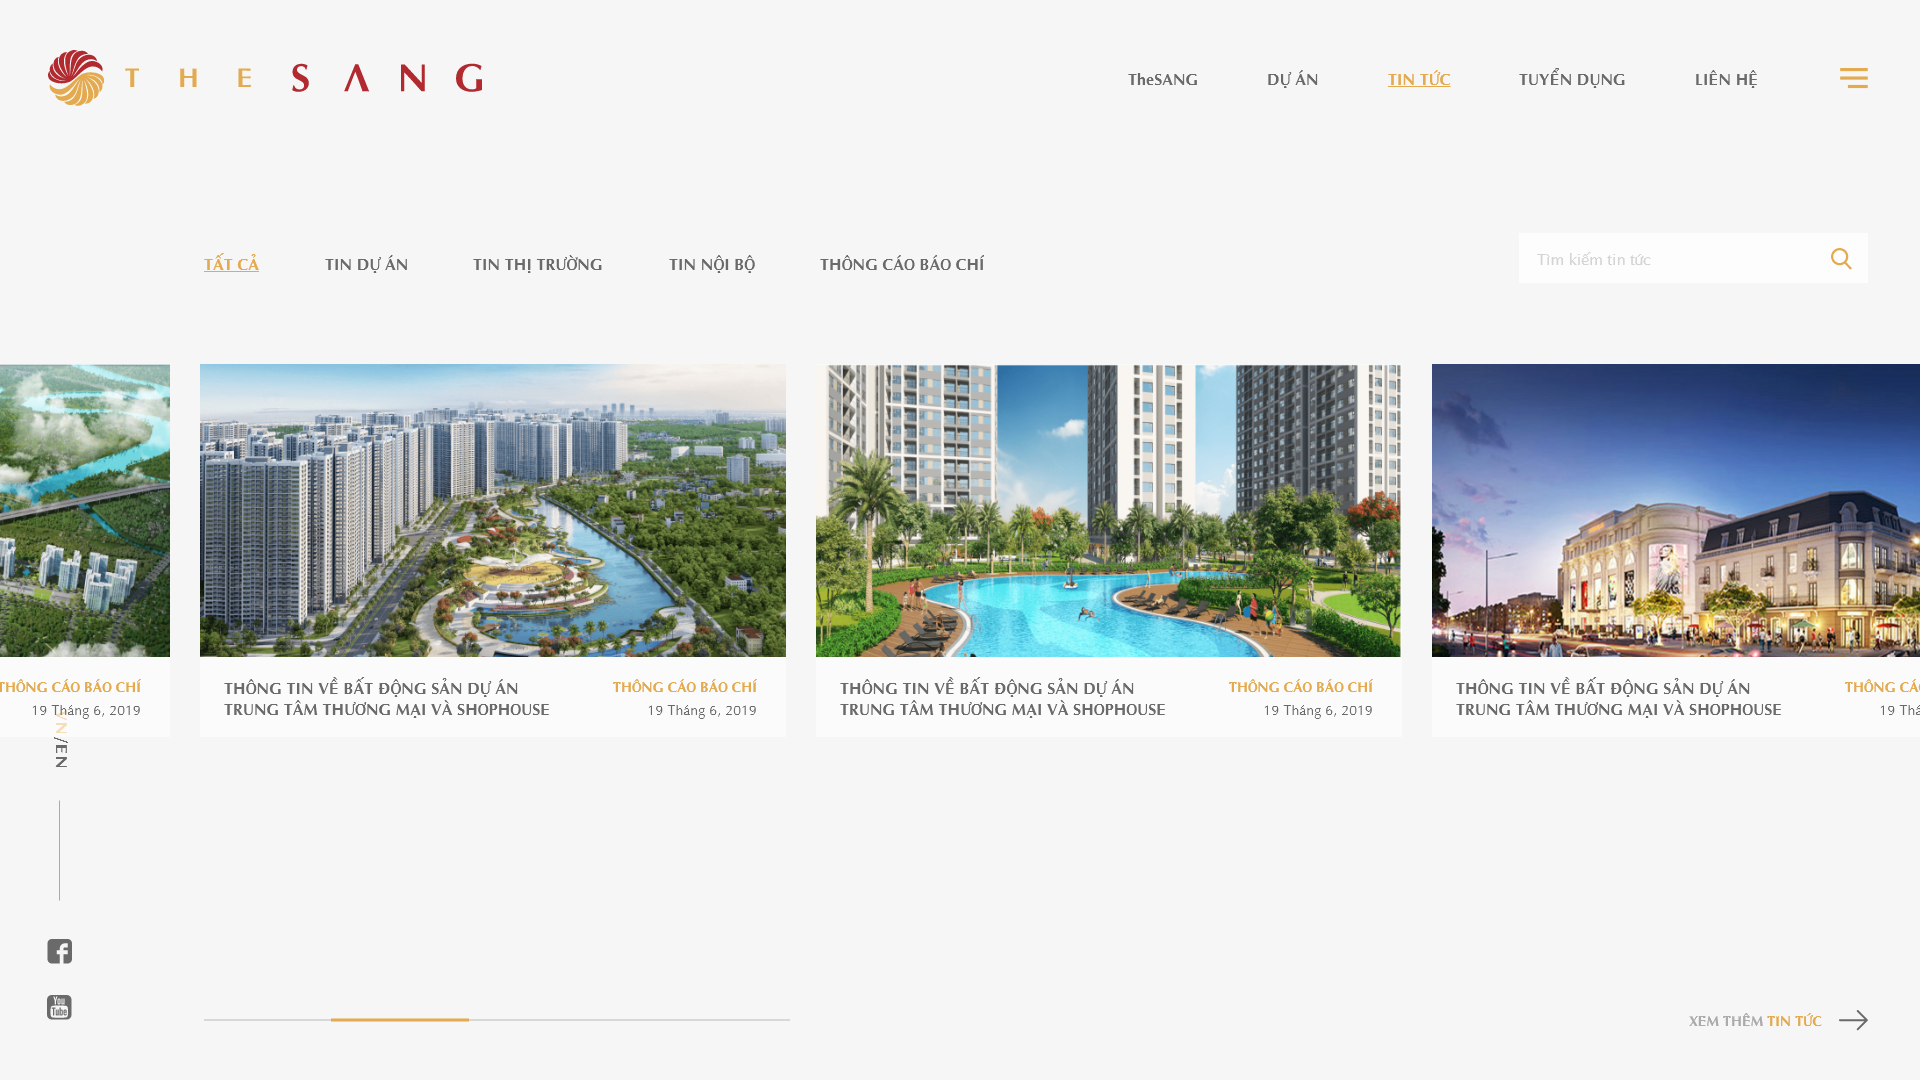 THE SANG
TheSANG
DỰ ÁN
TIN TỨC
TUYỂN DỤNG
LIÊN HỆ
TẤT CẢ
TIN DỰ ÁN
TIN THỊ TRƯỜNG
TIN NỘI BỘ
THÔNG CÁO BÁO CHÍ
Tìm kiếm tin tức
THÔNG CÁO BÁO CHÍ
19 Tháng 6, 2019
THÔNG TIN VỀ BẤT ĐỘNG SẢN DỰ ÁN
TRUNG TÂM THƯƠNG MẠI VÀ SHOPHOUSE
THÔNG CÁO BÁO CHÍ
19 Tháng 6, 2019
THÔNG TIN VỀ BẤT ĐỘNG SẢN DỰ ÁN
TRUNG TÂM THƯƠNG MẠI VÀ SHOPHOUSE
THÔNG CÁO BÁO CHÍ
19 Tháng 6, 2019
THÔNG TIN VỀ BẤT ĐỘNG SẢN DỰ ÁN
TRUNG TÂM THƯƠNG MẠI VÀ SHOPHOUSE
THÔNG
19
VN/EN
You
Tube
XEM THÊM TIN TỨC